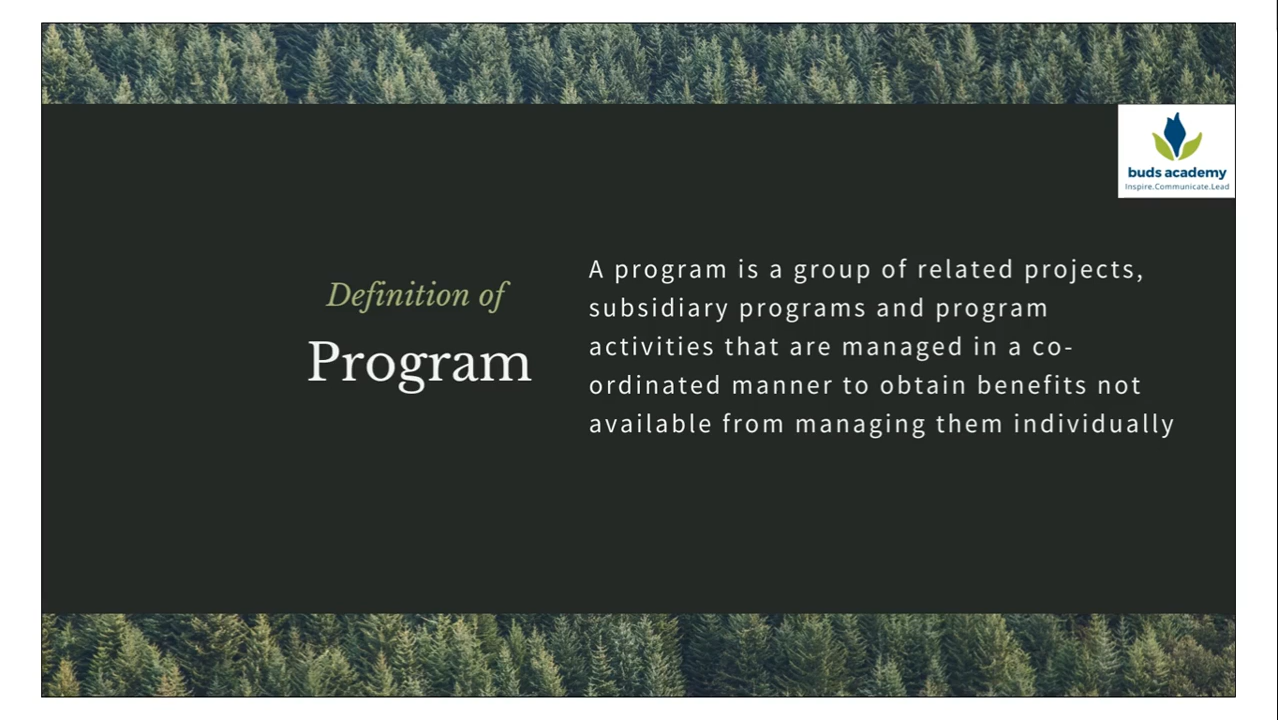 buds academy
Inspire.Communicate.Lead
Definition of
Program
A program is a group of related projects,
subsidiary programs and program
activities that are managed in a co-
ordinated manner to obtain benefits not
available from managing them individually